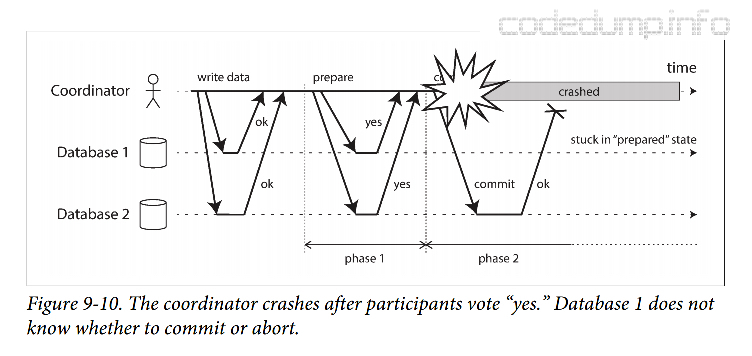 codedump.info
time
write data
prepare
co
Coordinator
crashed
ok
yes
stuck in “prepared” state
Database 1
ok
yes
commit
ok
Database 2
phase 1
phase 2
Figure 9-10. The coordinator crashes after participants vote “yes.” Database 1 does not
know whether to commit or abort.